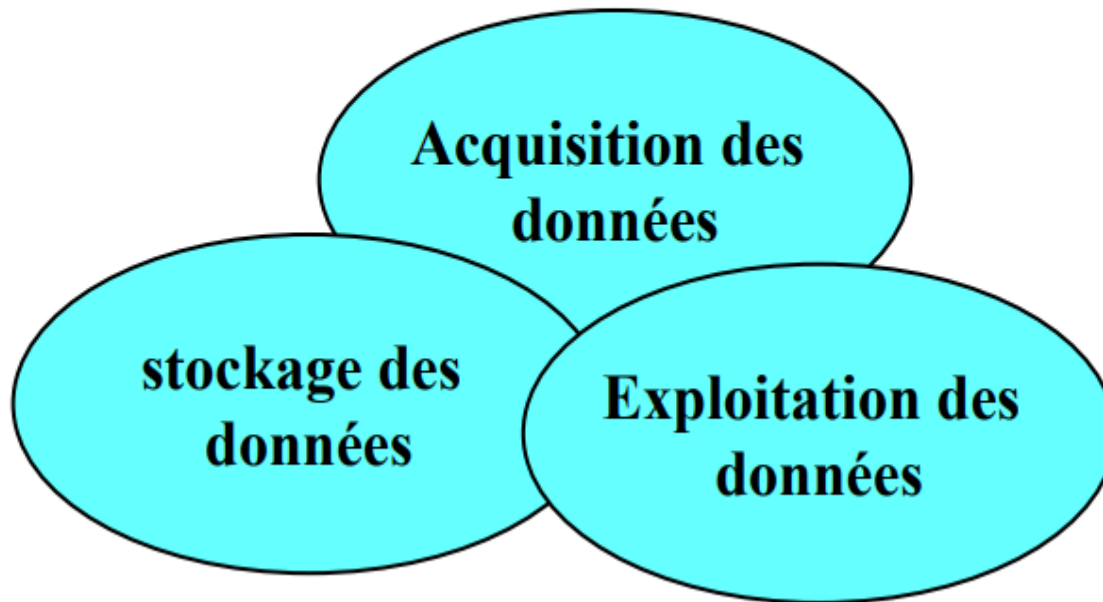 Acquisition des
données
stockage des
données
Exploitation des
données